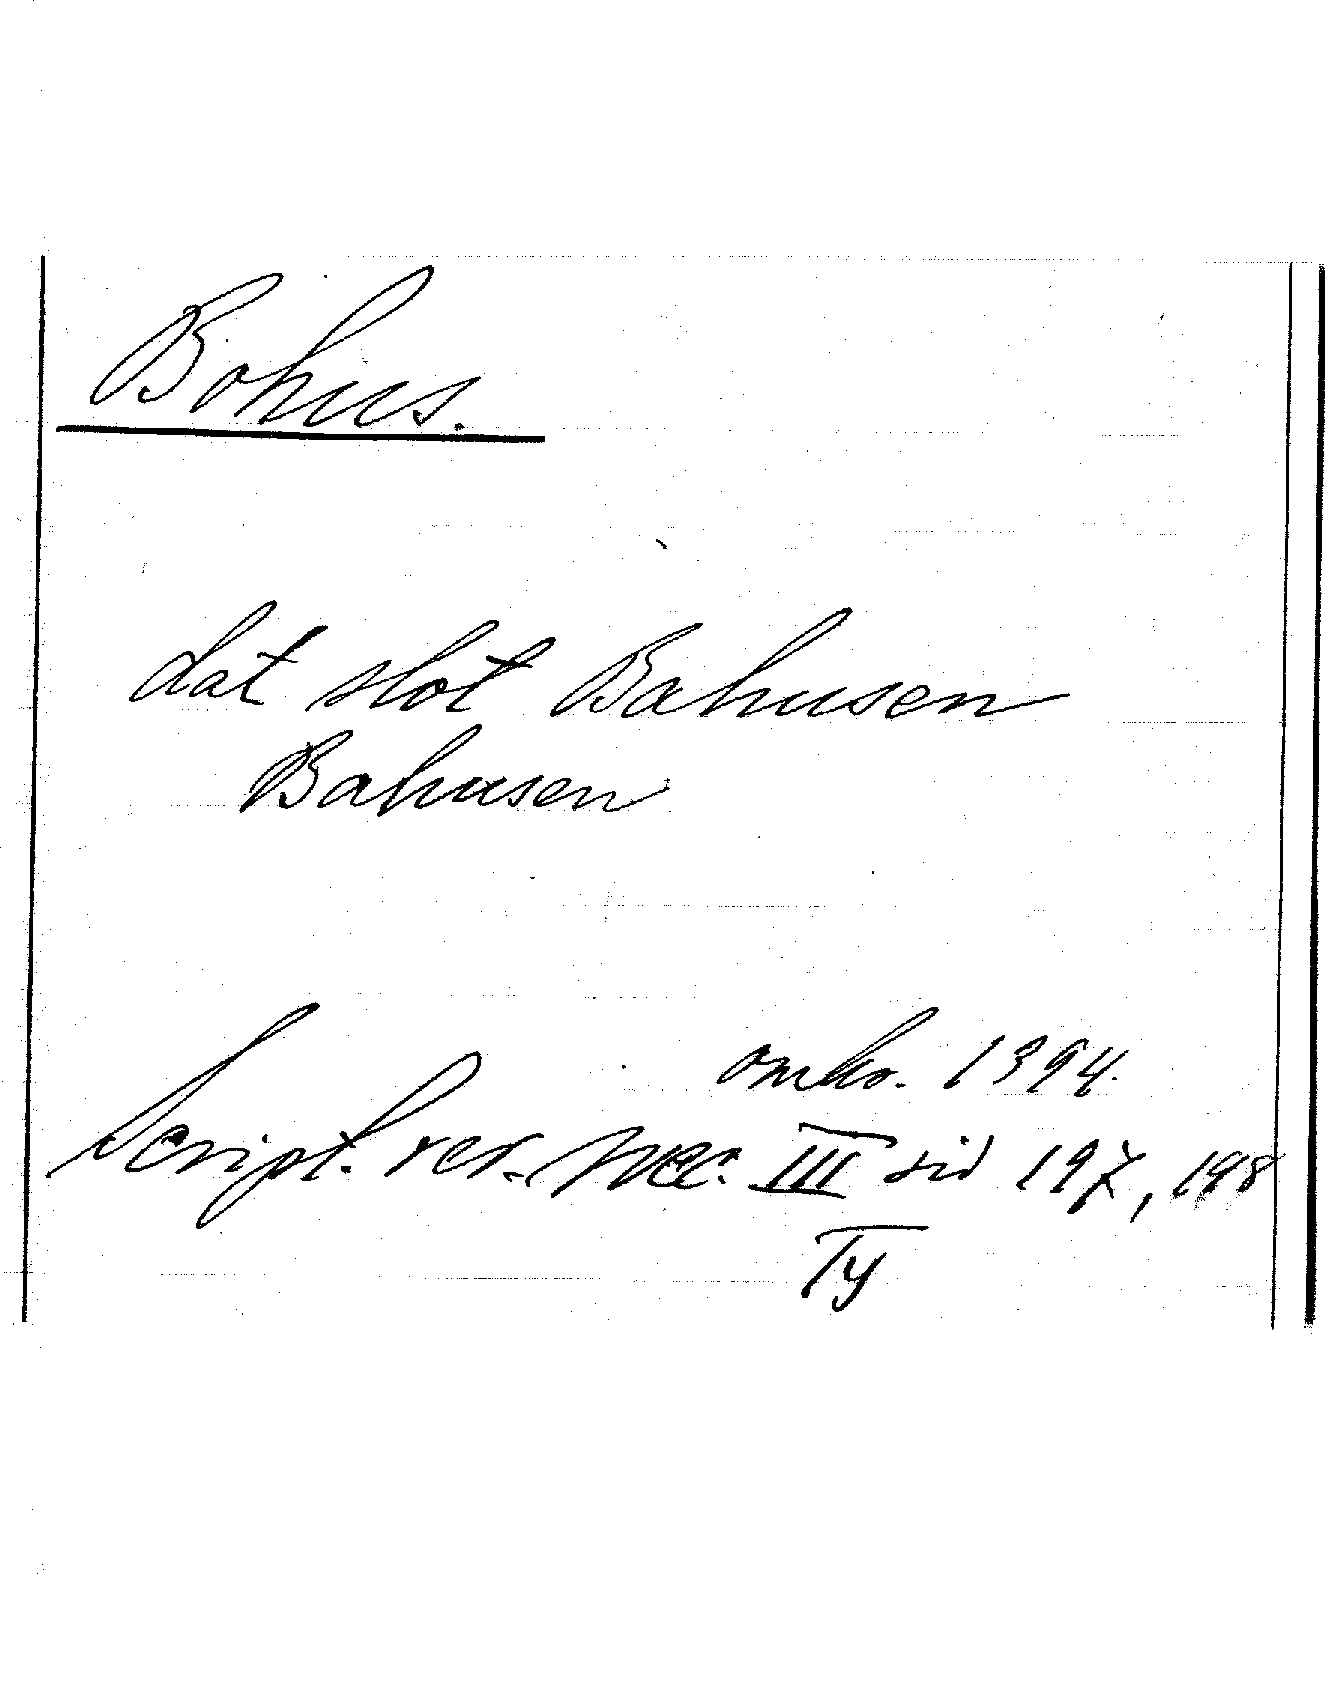 Bohus.
dat slot Bahusen
Bahusen
omkr. 1394.
Script. rer. svec. III sid 197, 198
Ty